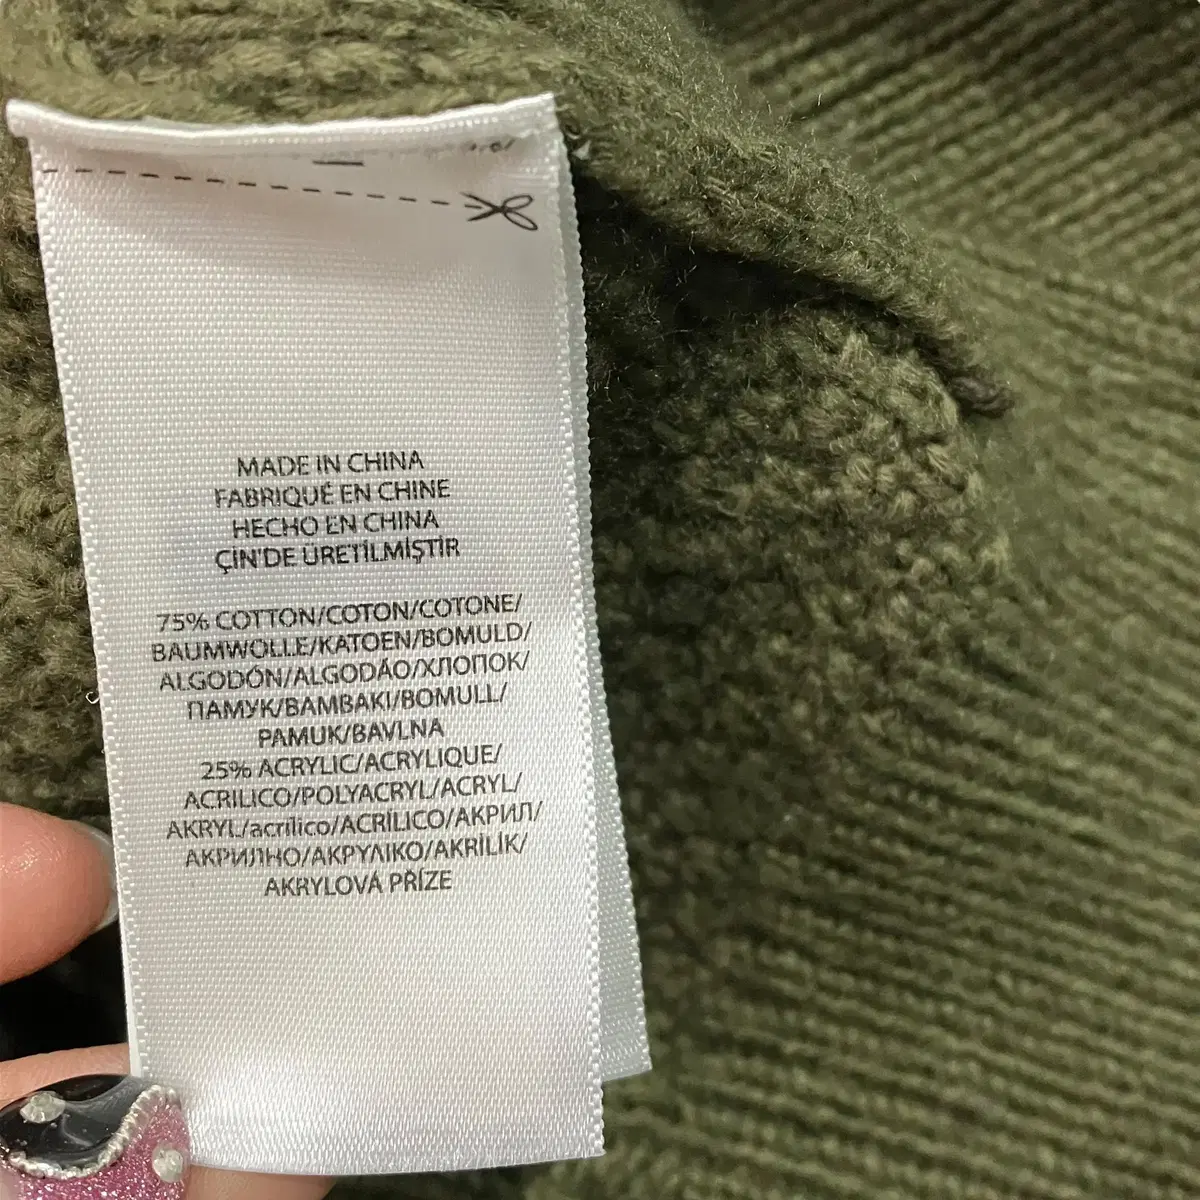 MADE IN CHINA
FABRIQUÉ EN CHINE
HECHO EN CHINA
ÇİN'DE ÜRETİLMİŞTİR
75% COTTON/COTON/COTONE/
BAUMWOLLE/KATOEN/BOMULD/
ALGODÓN/ALGODÃO/ХЛОПОК/
ПАМУК/ΒΑΜΒΑΚΙ/BOMULL/
PAMUK/BAVLNA
25% ACRYLIC/ACRYLIQUE/
ACRILICO/POLYACRYL/ACRYL/
AKRYL/acrílico/ACRÍLICO/АКРИЛ/
АКРИЛНО/ΑΚΡΥΛΙΚΟ/AKRİLİK/
AKRYLOVÁ PŘÍZE